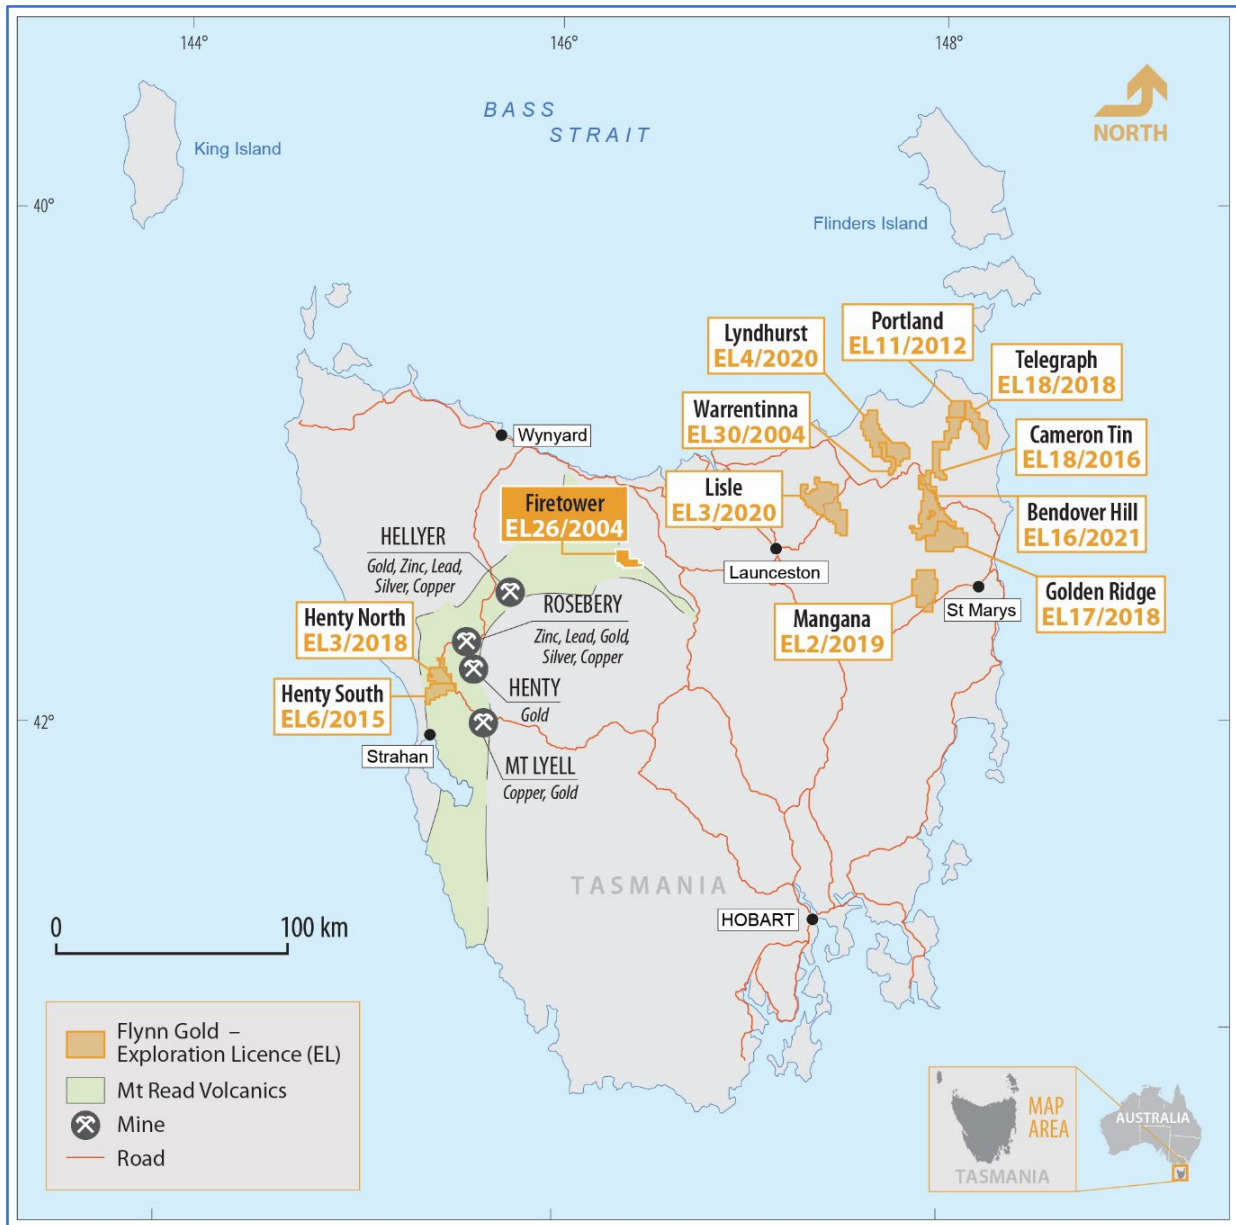 144°
146°
148°
BASS
STRAIT
NORTH
King Island
40°
Flinders Island
Portland
EL11/2012
Lyndhurst
EL4/2020
Telegraph
EL18/2018
Warrentinna
EL30/2004
Cameron Tin
EL18/2016
Wynyard
Lisle
EL3/2020
Firetower
EL26/2004
Bendover Hill
EL16/2021
HELLYER
Gold, Zinc, Lead,
Silver, Copper
Launceston
Golden Ridge
EL17/2018
St Marys
ROSEBERY
Zinc, Lead, Gold,
Silver, Copper
Henty North
EL3/2018
Mangana
EL2/2019
HENTY
Gold
Henty South
EL6/2015
42°
Strahan
MT LYELL
Copper, Gold
TASMANIA
HOBART
0 100 km
Flynn Gold –
Exploration Licence (EL)
Mt Read Volcanics
Mine
Road
MAP
AREA
TASMANIA
AUSTRALIA